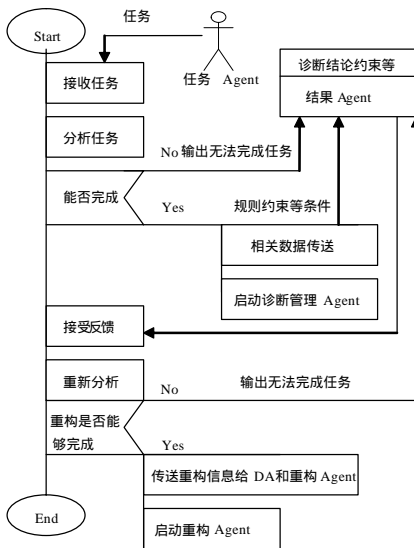 任务
Start
任务 Agent
诊断结论约束等
接收任务
结果 Agent
分析任务
No 输出无法完成任务
能否完成
Yes 规则约束等条件
相关数据传送
启动诊断管理 Agent
接受反馈
重新分析
No 输出无法完成任务
重构是否能
够完成
Yes
传送重构信息给 DA和重构 Agent
End
启动重构 Agent